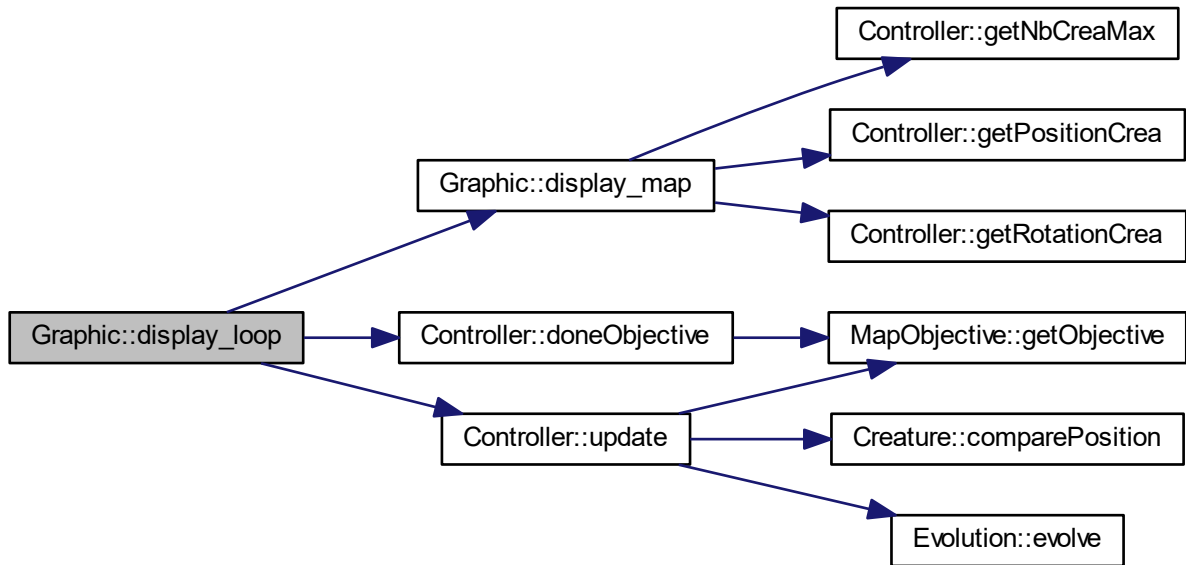 Controller::getNbCreaMax
Controller::getPositionCrea
Graphic::display_map
Controller::getRotationCrea
Graphic::display_loop
Controller::doneObjective
MapObjective::getObjective
Controller::update
Creature::comparePosition
Evolution::evolve